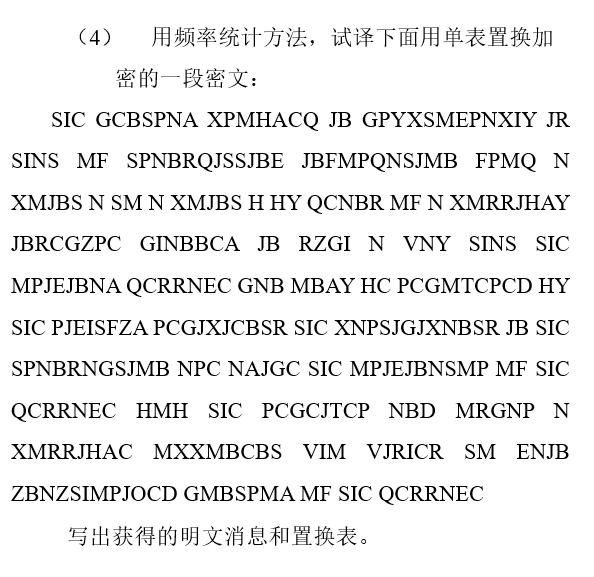 (4) 用频率统计方法，试译下面用单表置换加
密的一段密文：
SIC GCBSPNA XPMHACQ JB GPYXSMEPNXIY JR
SINS MF SPNBRQJSSJBE JBFMPQNSJMB FPMQ N
XMJBS N SM N XMJBS H HY QCNBR MF N XMRRJHAY
JBRCGZPC GINBBCA JB RZGI N VNY SINS SIC
MPJEJBNA QCRRNEC GNB MBAY HC PCGMTCPCD HY
SIC PJEISFZA PCGJXJCBSR SIC XNPSJGJXNBSR JB SIC
SPNBRNGSJMB NPC NAJGC SIC MPJEJBNSMP MF SIC
QCRRNEC HMH SIC PCGCJTCP NBD MRGNP N
XMRRJHAC MXXMBCBS VIM VJRICR SM ENJB
ZBNZSIMPJOCD GMBSPMA MF SIC QCRRNEC
写出获得的明文消息和置换表。